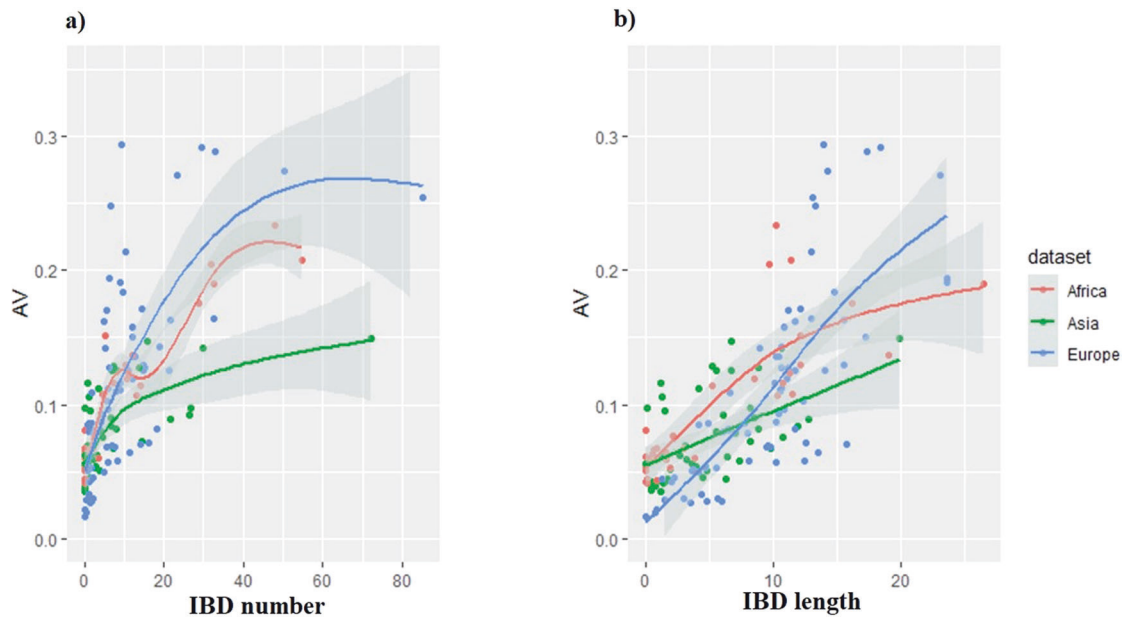 a)
b)
0.3
0.2
0.1
0.0
AV
0 20 40 60 80
IBD number
0.3
0.2
0.1
0.0
AV
0 10 20
IBD length
dataset
Africa
Asia
Europe